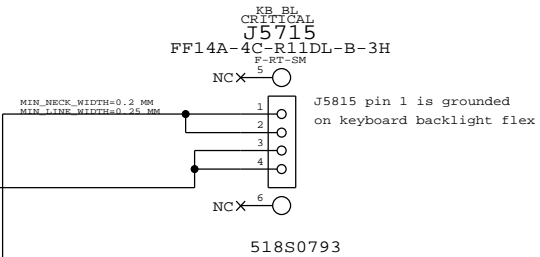 KB_BL
CRITICAL
J5715
FF14A-4C-R11DL-B-3H
F-RT-SM
NC 5
MIN_NECK_WIDTH=0.2 MM
MIN_LINE_WIDTH=0.25 MM
1
2
3
4
J5815 pin 1 is grounded
on keyboard backlight flex
NC 6
518S0793